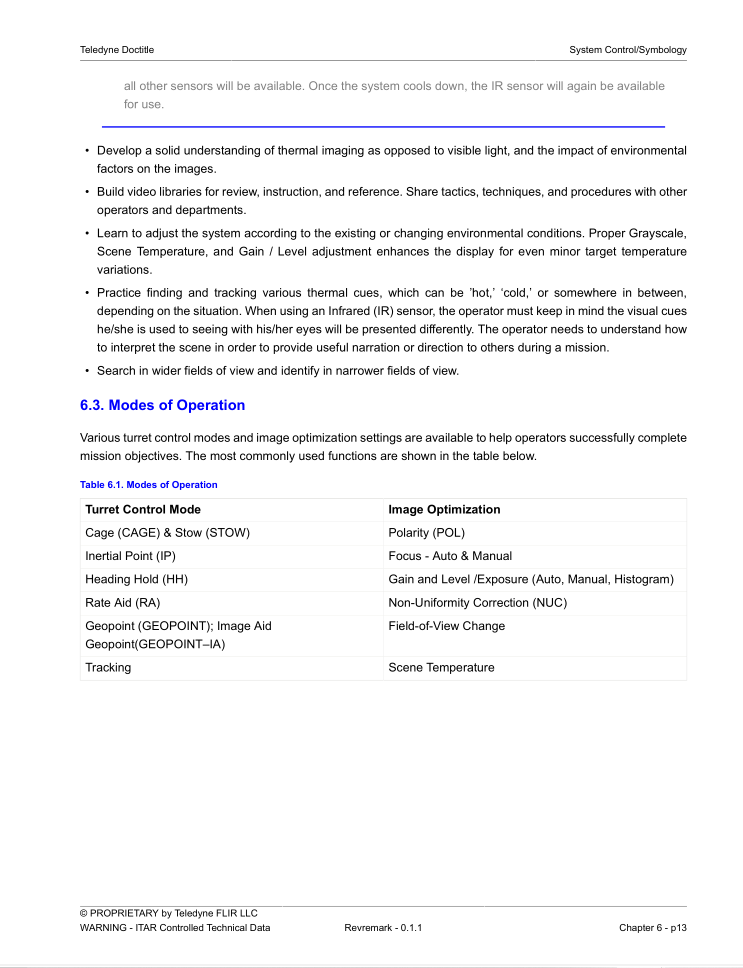 Teledyne Doctitle
System Control/Symbology
all other sensors will be available. Once the system cools down, the IR sensor will again be available
for use.
• Develop a solid understanding of thermal imaging as opposed to visible light, and the impact of environmental
factors on the images.
• Build video libraries for review, instruction, and reference. Share tactics, techniques, and procedures with other
operators and departments.
• Learn to adjust the system according to the existing or changing environmental conditions. Proper Grayscale,
Scene Temperature, and Gain / Level adjustment enhances the display for even minor target temperature
variations.
• Practice finding and tracking various thermal cues, which can be ’hot,’ ‘cold,’ or somewhere in between,
depending on the situation. When using an Infrared (IR) sensor, the operator must keep in mind the visual cues
he/she is used to seeing with his/her eyes will be presented differently. The operator needs to understand how
to interpret the scene in order to provide useful narration or direction to others during a mission.
• Search in wider fields of view and identify in narrower fields of view.
6.3. Modes of Operation
Various turret control modes and image optimization settings are available to help operators successfully complete
mission objectives. The most commonly used functions are shown in the table below.
Table 6.1. Modes of Operation
Turret Control Mode
Image Optimization
Cage (CAGE) & Stow (STOW)
Polarity (POL)
Inertial Point (IP)
Focus - Auto & Manual
Heading Hold (HH)
Gain and Level /Exposure (Auto, Manual, Histogram)
Rate Aid (RA)
Non-Uniformity Correction (NUC)
Geopoint (GEOPOINT); Image Aid
Geopoint(GEOPOINT–IA)
Field-of-View Change
Tracking
Scene Temperature
© PROPRIETARY by Teledyne FLIR LLC
WARNING - ITAR Controlled Technical Data
Revremark - 0.1.1
Chapter 6 - p13